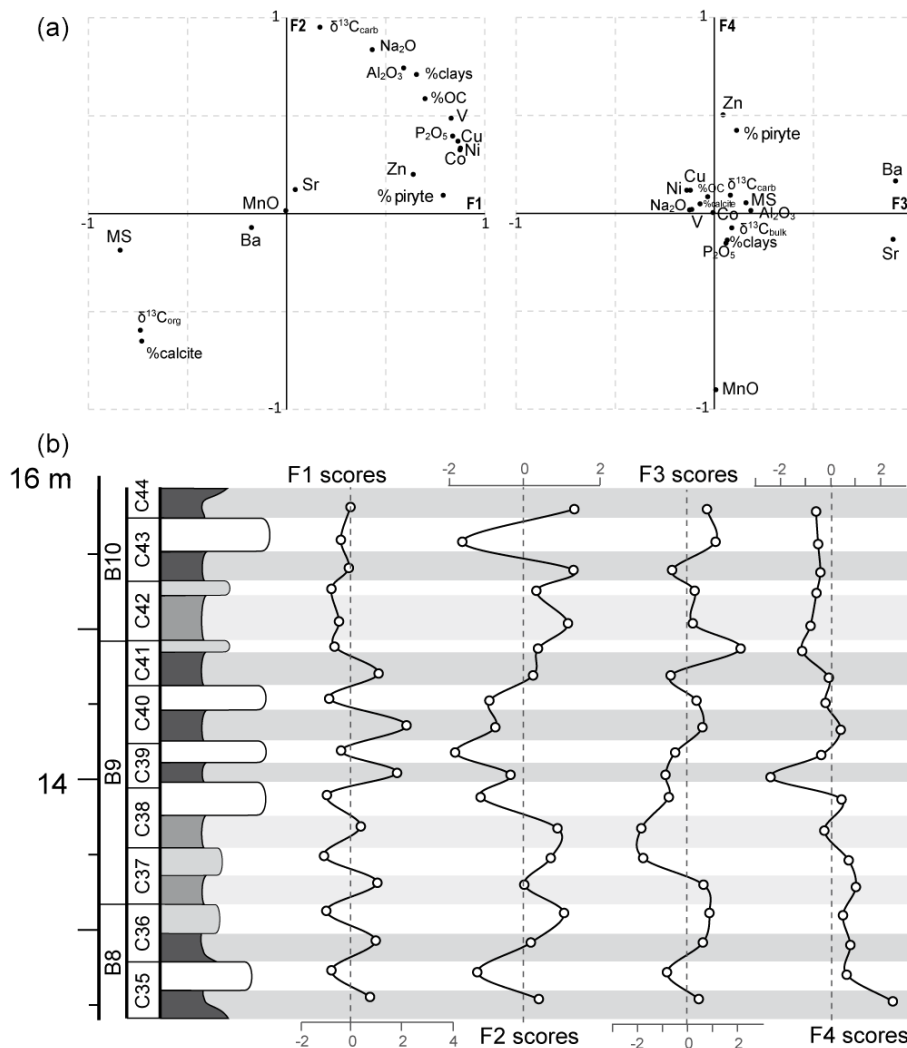 (a)
1
F2
δ¹³Ccarb
Na₂O
Al₂O₃
%clays
%OC
V
P₂O₅
Cu
Ni
Co
Zn
% piryte
Sr
MnO
F1
1
MS
Ba
δ¹³Corg
%calcite
-1
-1
1
F4
Zn
% piryte
Ba
Cu
Ni
%OC
δ¹³Ccarb
MS
F3
Na₂O
%calcite
Al₂O₃
V
Co
1
δ¹³Cbulk
%clays
P₂O₅
Sr
MnO
-1
-1
(b)
16 m
F1 scores
-2 0 2
F3 scores
-2 0 2
B10
B9
B8
C44
C43
C42
C41
C40
C39
C38
C37
C36
C35
14
-2 0 2 4
F2 scores
-2 0 2
F4 scores